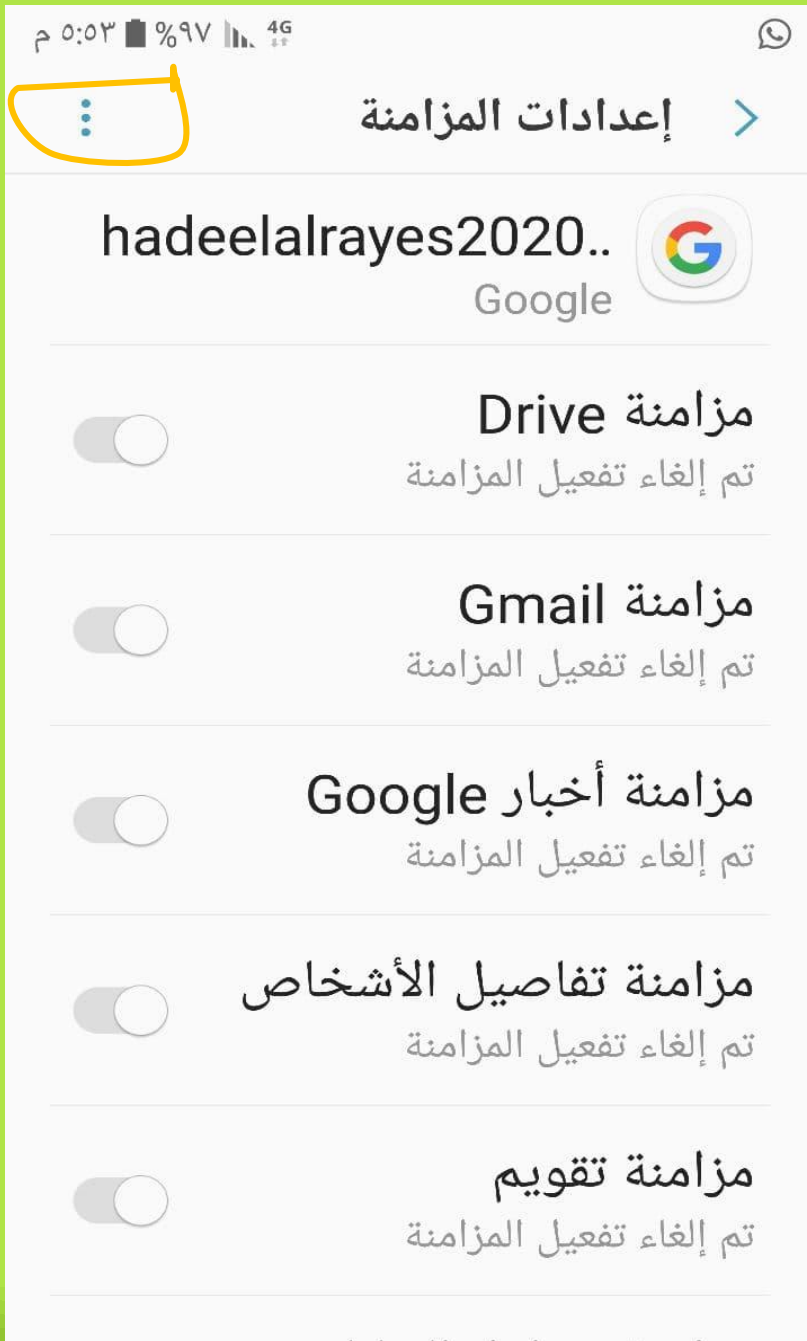 ٥:٥٣ م %٩٧ 4G
إعدادات المزامنة
hadeelalrayes2020..
Google
مزامنة Drive
تم إلغاء تفعيل المزامنة
مزامنة Gmail
تم إلغاء تفعيل المزامنة
مزامنة أخبار Google
تم إلغاء تفعيل المزامنة
مزامنة تفاصيل الأشخاص
تم إلغاء تفعيل المزامنة
مزامنة تقويم
تم إلغاء تفعيل المزامنة